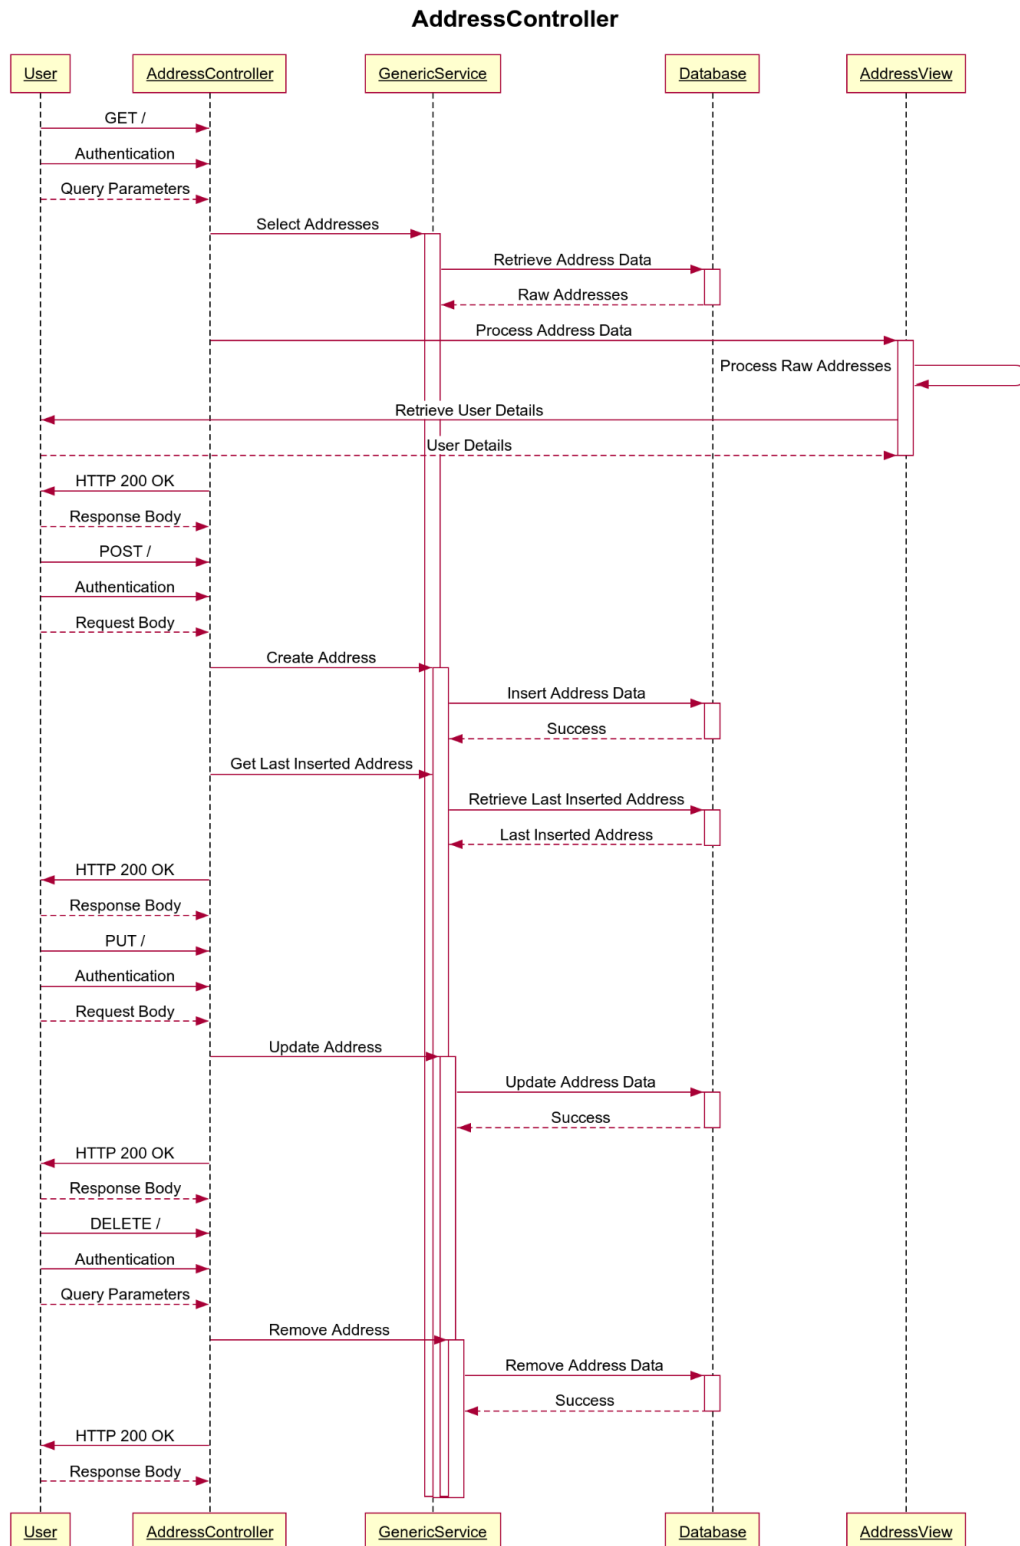 AddressController
User
AddressController
GenericService
Database
AddressView
GET /
Authentication
Query Parameters
Select Addresses
Retrieve Address Data
Raw Addresses
Process Address Data
Process Raw Addresses
Retrieve User Details
User Details
HTTP 200 OK
Response Body
POST /
Authentication
Request Body
Create Address
Insert Address Data
Success
Get Last Inserted Address
Retrieve Last Inserted Address
Last Inserted Address
HTTP 200 OK
Response Body
PUT /
Authentication
Request Body
Update Address
Update Address Data
Success
HTTP 200 OK
Response Body
DELETE /
Authentication
Query Parameters
Remove Address
Remove Address Data
Success
HTTP 200 OK
Response Body
User
AddressController
GenericService
Database
AddressView